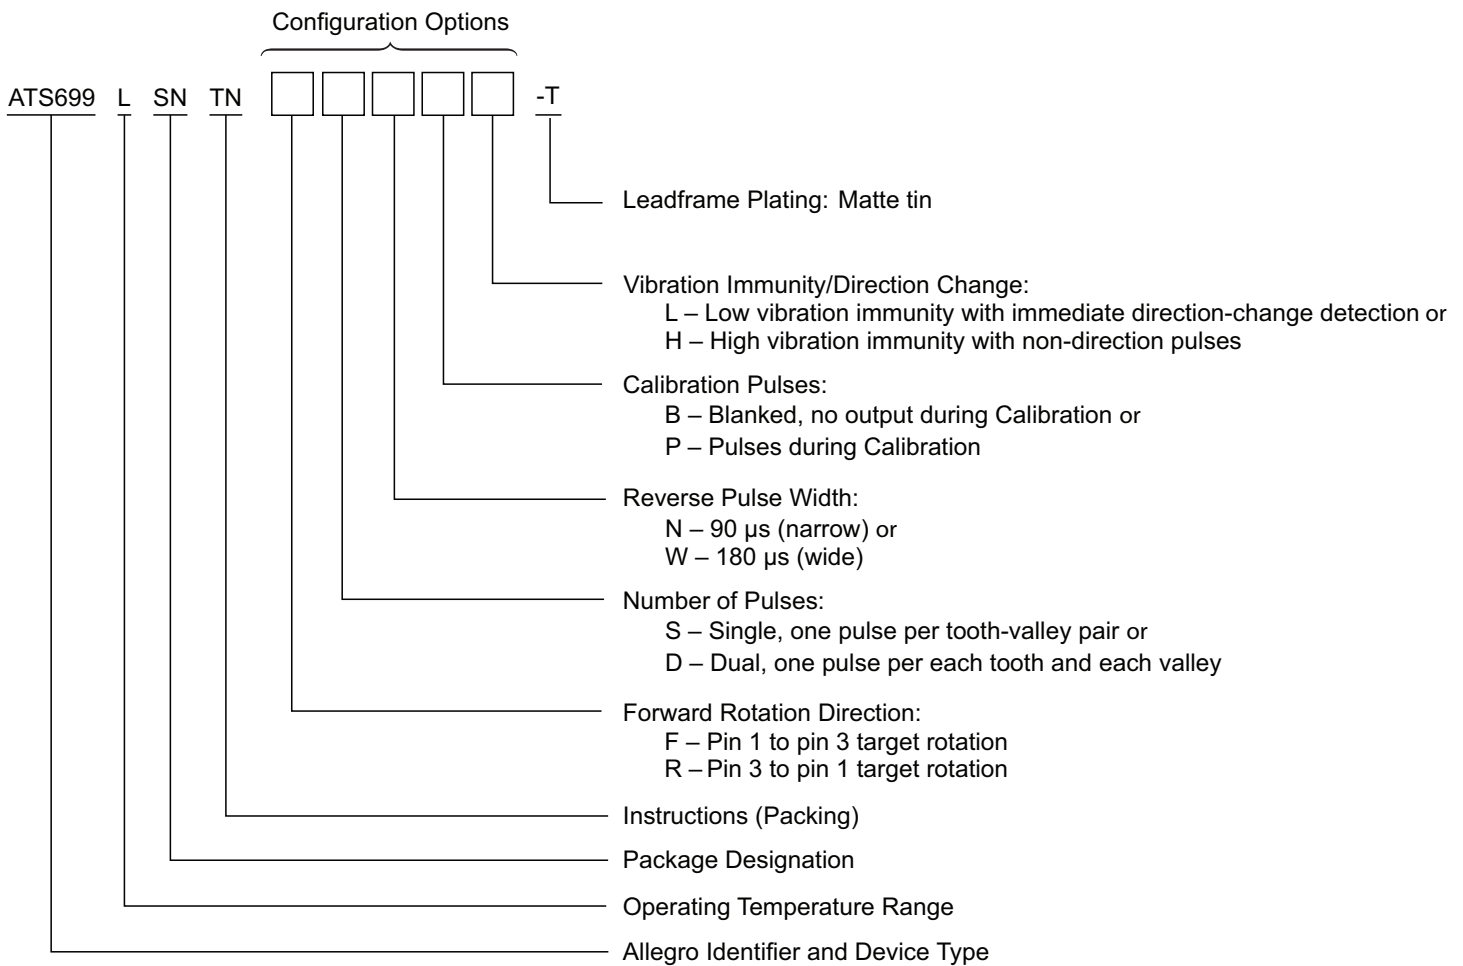 Configuration Options
ATS699 L SN TN -T
Leadframe Plating: Matte tin
Vibration Immunity/Direction Change:
L – Low vibration immunity with immediate direction-change detection or
H – High vibration immunity with non-direction pulses
Calibration Pulses:
B – Blanked, no output during Calibration or
P – Pulses during Calibration
Reverse Pulse Width:
N – 90 µs (narrow) or
W – 180 µs (wide)
Number of Pulses:
S – Single, one pulse per tooth-valley pair or
D – Dual, one pulse per each tooth and each valley
Forward Rotation Direction:
F – Pin 1 to pin 3 target rotation
R – Pin 3 to pin 1 target rotation
Instructions (Packing)
Package Designation
Operating Temperature Range
Allegro Identifier and Device Type